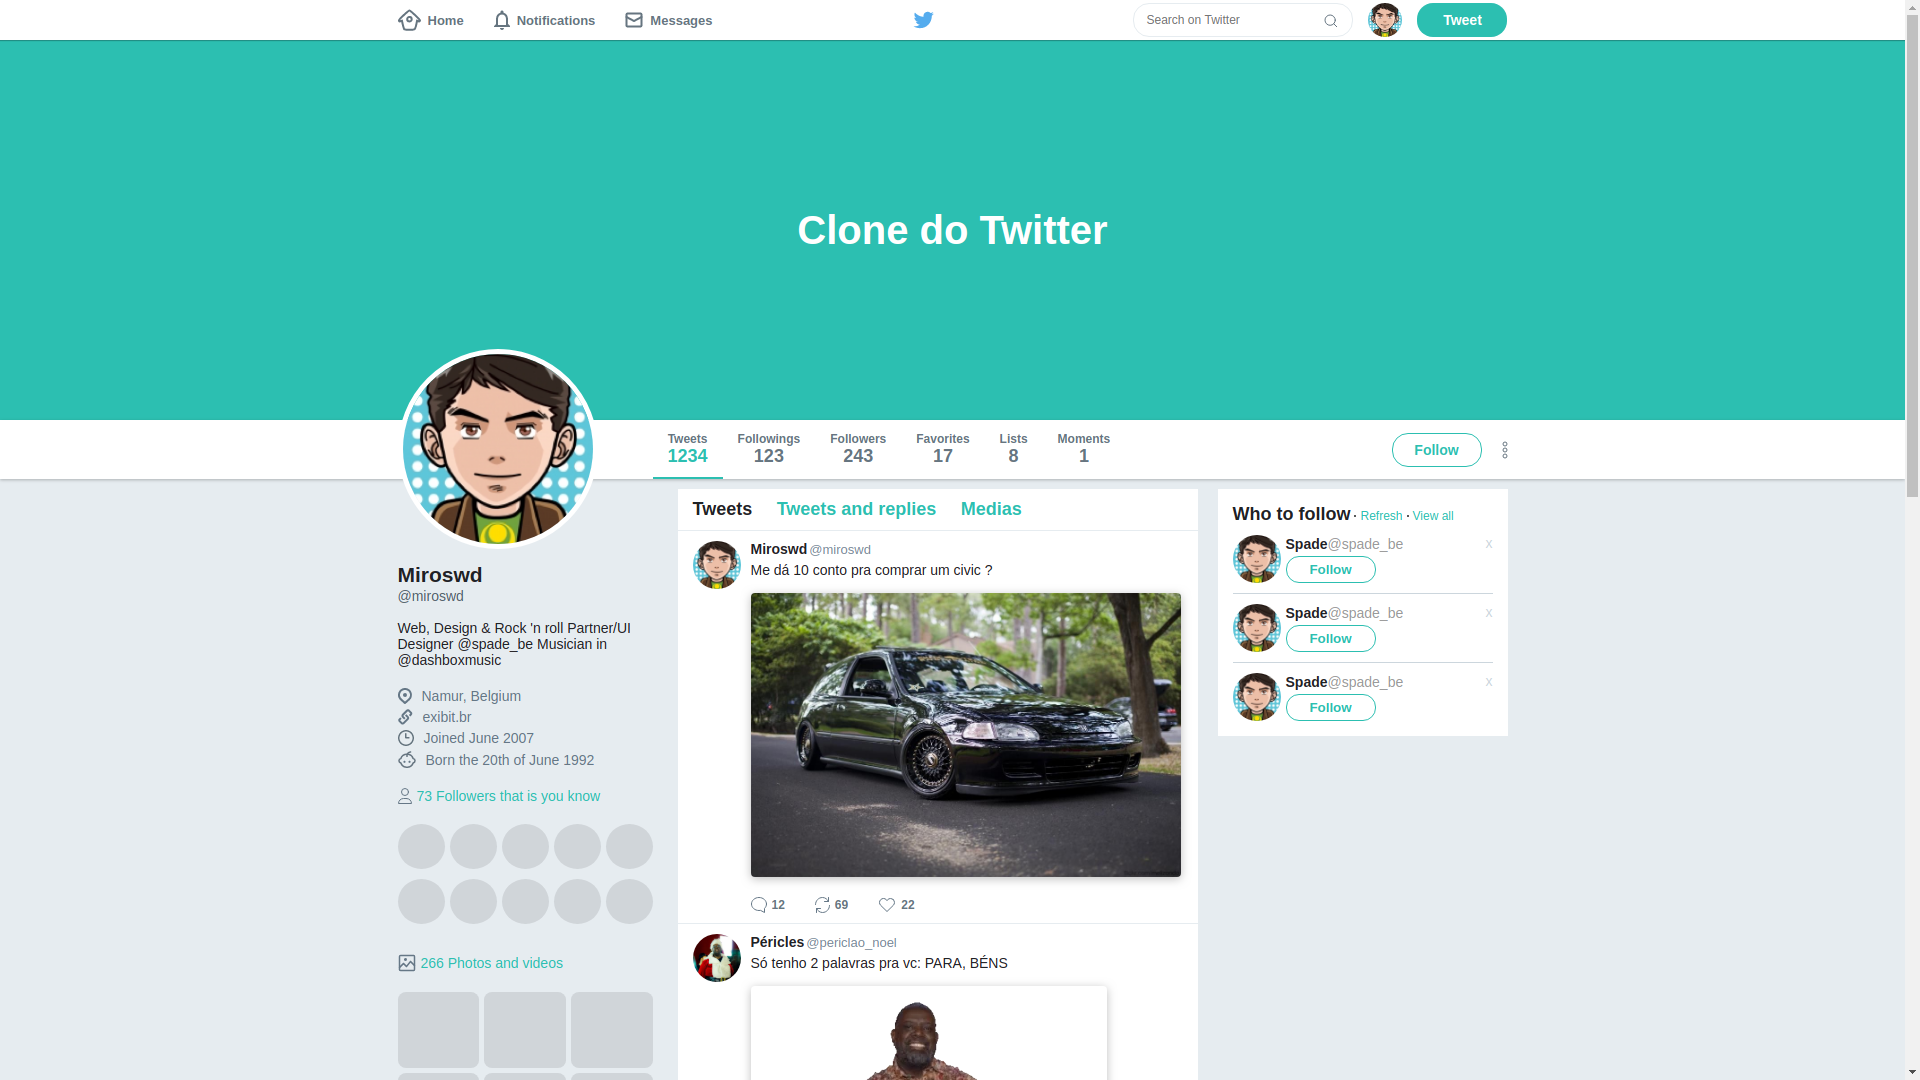 Home
Notifications
Messages
Search on Twitter
Tweet
Clone do Twitter
Tweets
1234
Followings
123
Followers
243
Favorites
17
Lists
8
Moments
1
Follow
Miroswd
@miroswd
Web, Design & Rock 'n roll Partner/UI
Designer @spade_be Musician in
@dashboxmusic
Namur, Belgium
exibit.br
Joined June 2007
Born the 20th of June 1992
73 Followers that is you know
266 Photos and videos
Tweets Tweets and replies Medias
Miroswd @miroswd
Me dá 10 conto pra comprar um civic ?
12 69 22
Péricles @periclao_noel
Só tenho 2 palavras pra vc: PARA, BÉNS
Who to follow · Refresh · View all
Spade@spade_be x
Follow
Spade@spade_be x
Follow
Spade@spade_be x
Follow